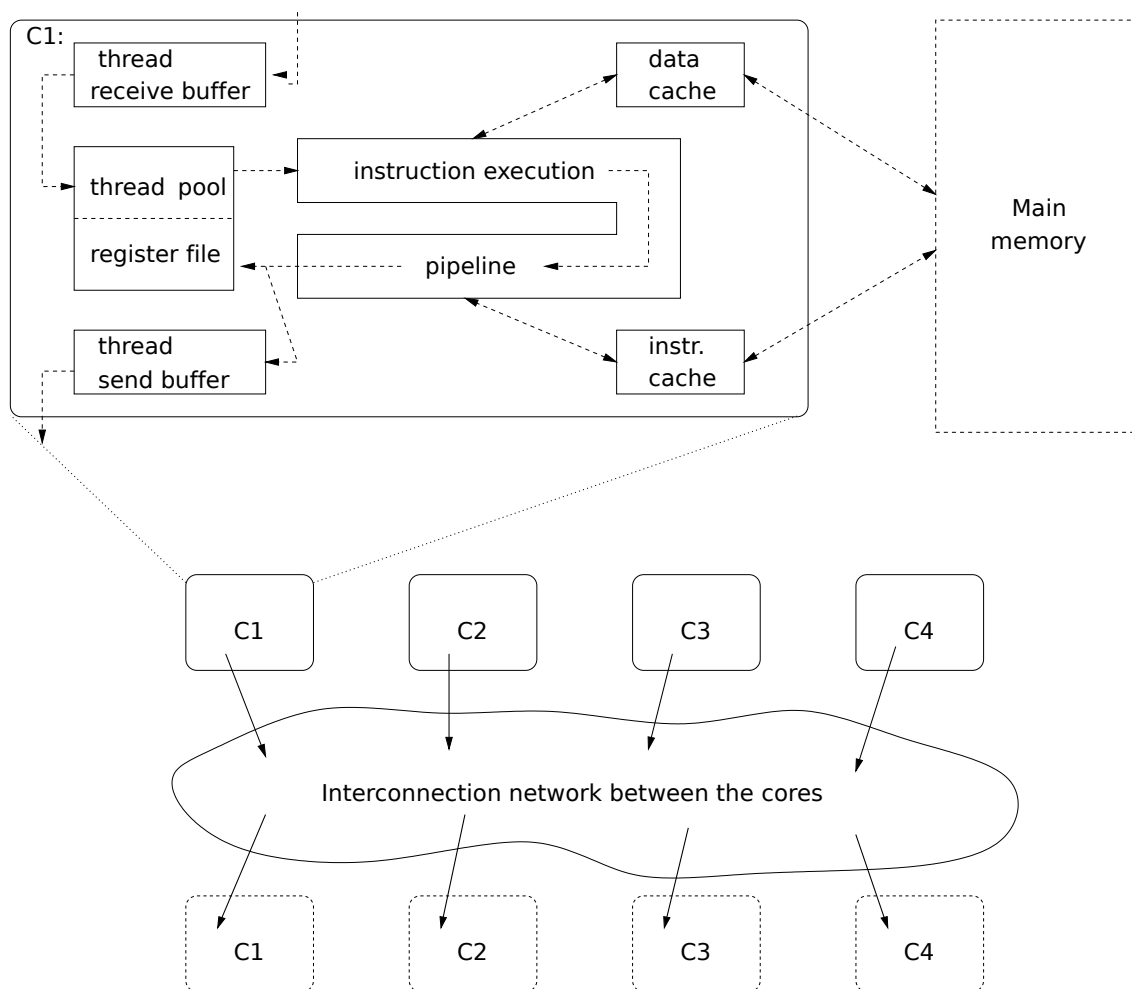 C1:
thread
receive buffer
data
cache
instruction execution
thread pool
Main
memory
register file
pipeline
thread
send buffer
instr.
cache
C1
C2
C3
C4
Interconnection network between the cores
C1
C2
C3
C4